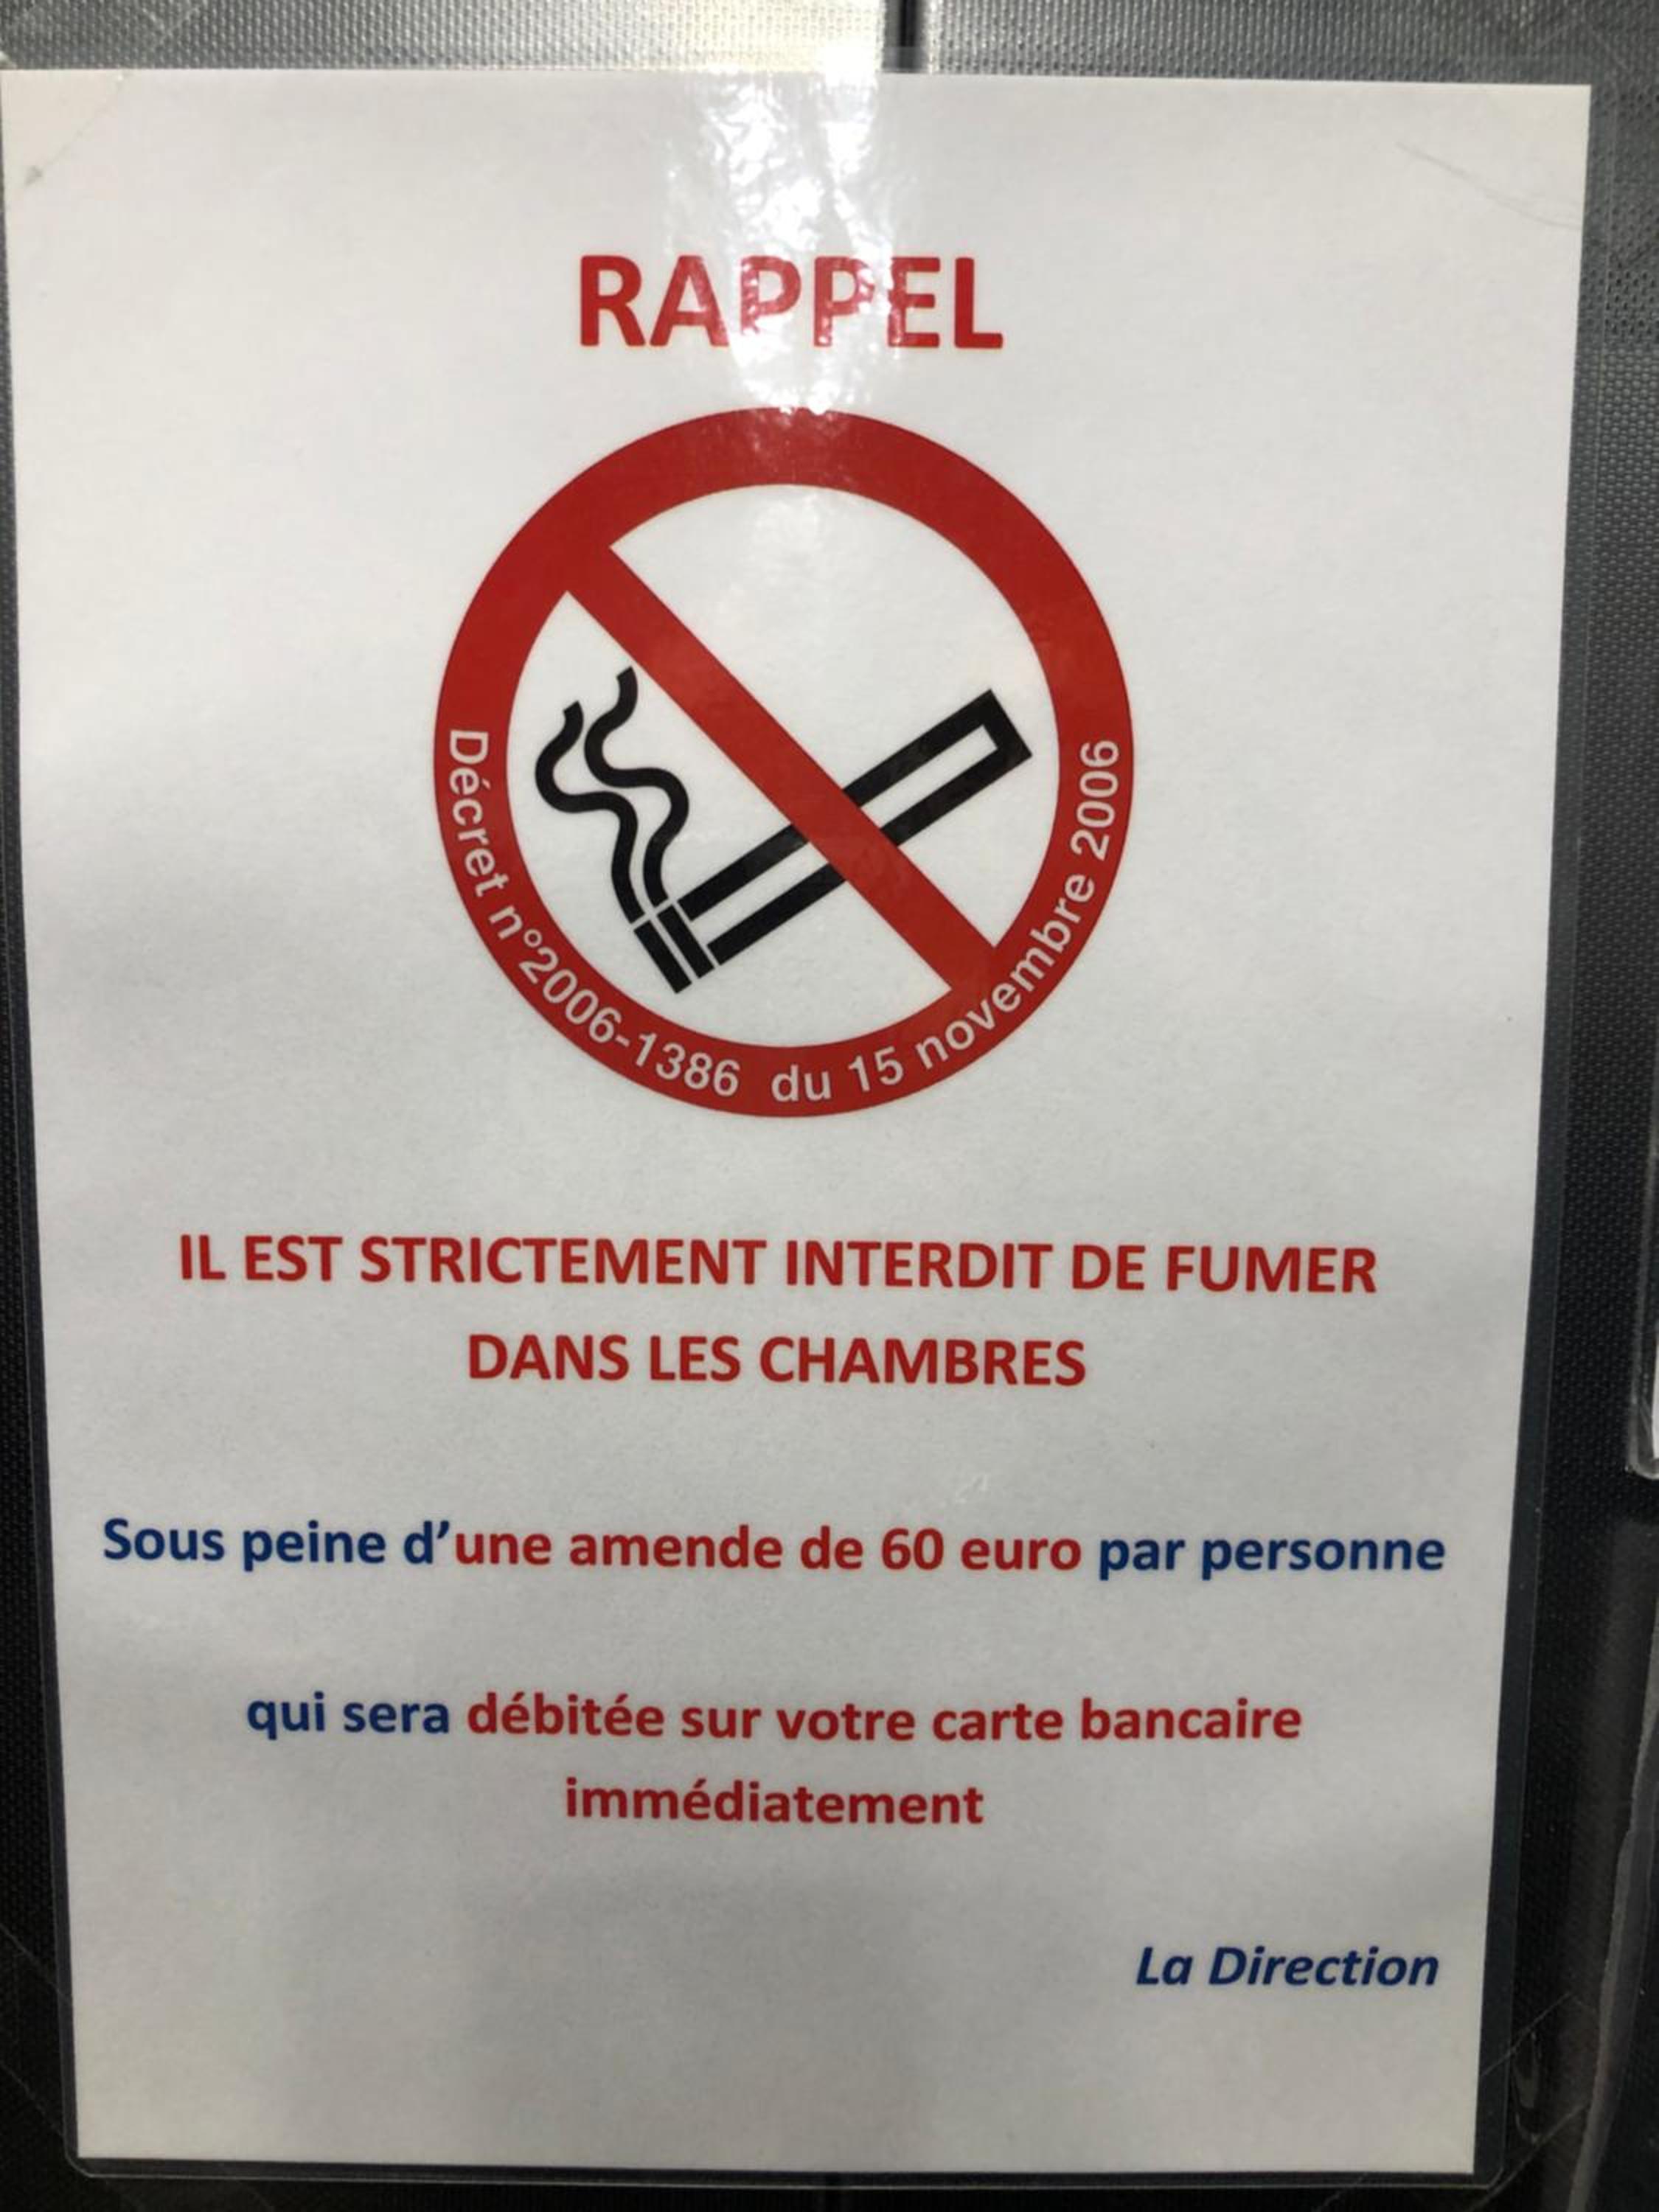 RAPPEL
Décret n°2006-1386 du 15 novembre 2006
IL EST STRICTEMENT INTERDIT DE FUMER
DANS LES CHAMBRES
Sous peine d’une amende de 60 euro par personne
qui sera débitée sur votre carte bancaire
immédiatement
La Direction